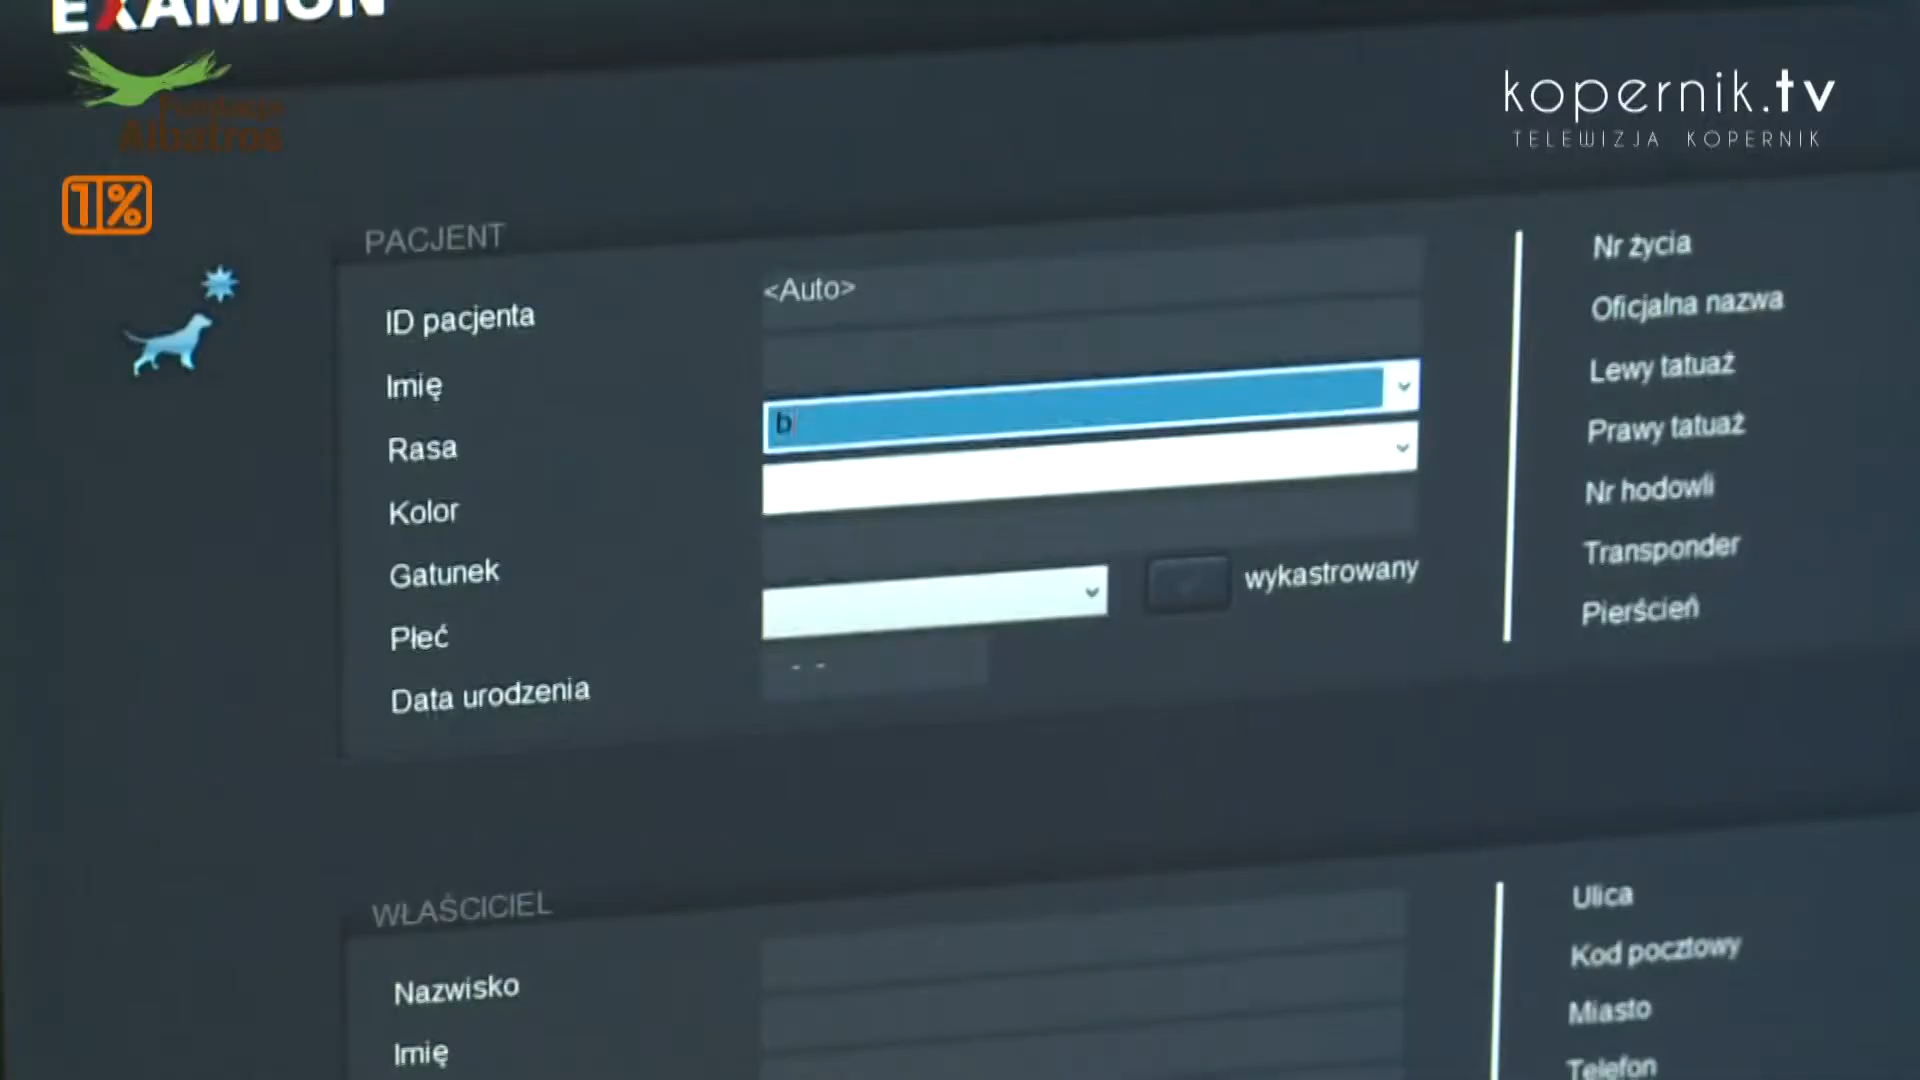 EXAMION
Fundacja
Albatros
1%
kopernik.tv
TELEWIZJA KOPERNIK
PACJENT
ID pacjenta
<Auto>
Imię
Rasa
b
Kolor
Gatunek
Płeć
wykastrowany
Data urodzenia
- -
Nr życia
Oficjalna nazwa
Lewy tatuaż
Prawy tatuaż
Nr hodowli
Transponder
Pierścień
WŁAŚCICIEL
Nazwisko
Imię
Ulica
Kod pocztowy
Miasto
Telefon